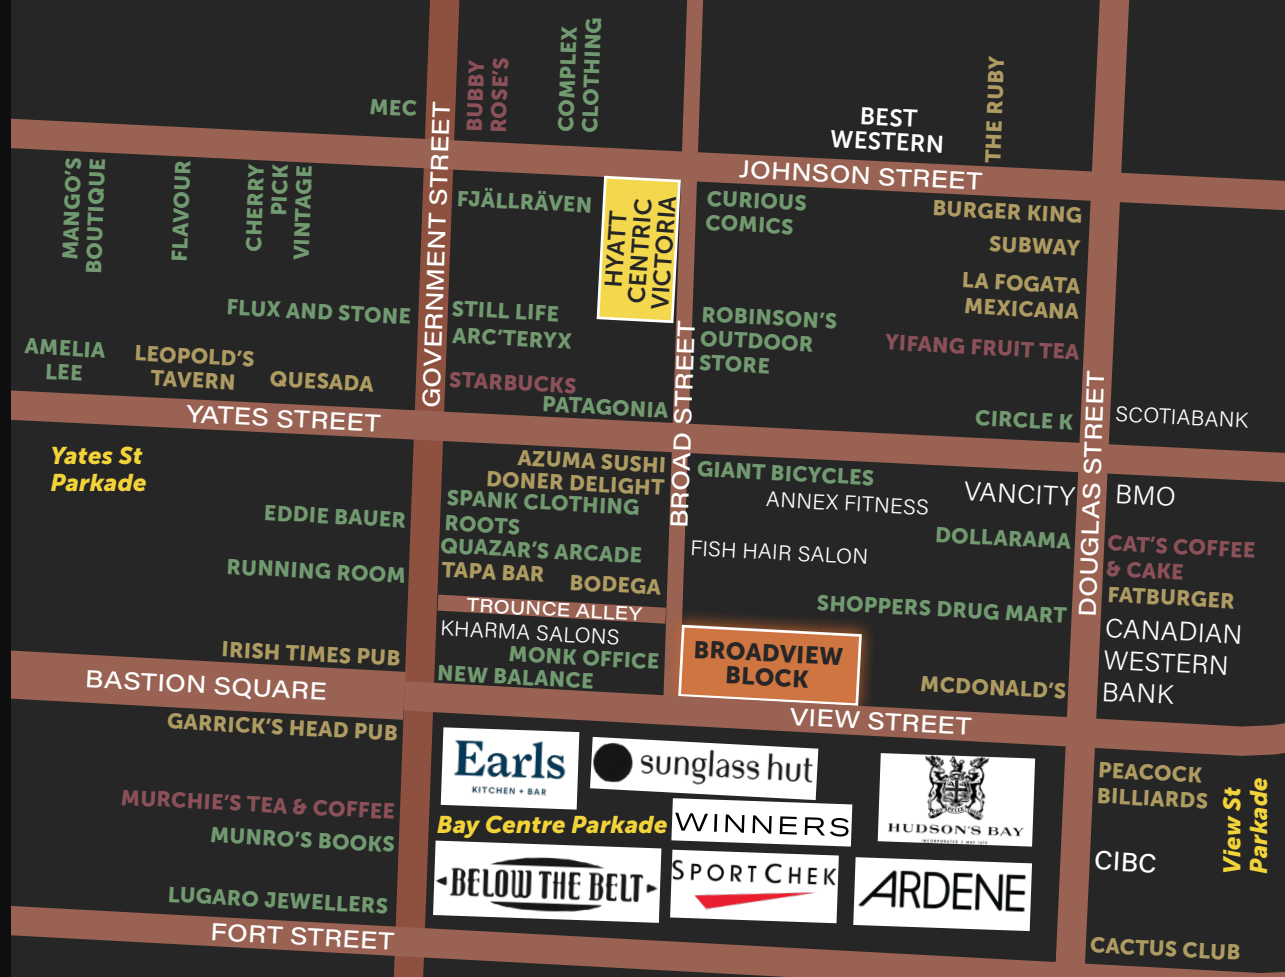 MEC
BUBBY
ROSE'S
COMPLEX
CLOTHING
BEST
WESTERN
THE RUBY
JOHNSON STREET
MANGO'S
BOUTIQUE
FLAVOUR
CHERRY
PICK
VINTAGE
FLUX AND STONE
AMELIA
LEE
LEOPOLD'S
TAVERN
QUESADA
GOVERNMENT STREET
FJÄLLRÄVEN
HYATT
CENTRIC
VICTORIA
STILL LIFE
ARC'TERYX
STARBUCKS
PATAGONIA
BROAD STREET
CURIOUS
COMICS
ROBINSON'S
OUTDOOR
STORE
BURGER KING
SUBWAY
LA FOGATA
MEXICANA
YIFANG FRUIT TEA
CIRCLE K
DOUGLAS STREET
SCOTIABANK
YATES STREET
Yates St
Parkade
EDDIE BAUER
RUNNING ROOM
IRISH TIMES PUB
AZUMA SUSHI
DONER DELIGHT
SPANK CLOTHING
ROOTS
QUAZAR'S ARCADE
TAPA BAR
BODEGA
TROUNCE ALLEY
KHARMA SALONS
MONK OFFICE
NEW BALANCE
GIANT BICYCLES
ANNEX FITNESS
VANCITY
DOLLARAMA
FISH HAIR SALON
SHOPPERS DRUG MART
BROADVIEW
BLOCK
MCDONALD'S
BMO
CAT'S COFFEE
& CAKE
FATBURGER
CANADIAN
WESTERN
BANK
BASTION SQUARE
VIEW STREET
GARRICK'S HEAD PUB
MURCHIE'S TEA & COFFEE
MUNRO'S BOOKS
LUGARO JEWELLERS
Earls
KITCHEN + BAR
sunglass hut
HUDSON'S BAY
Bay Centre Parkade
WINNERS
BELOW THE BELT
SPORT CHEK
ARDENE
PEACOCK
BILLIARDS
View St
Parkade
CIBC
CACTUS CLUB
FORT STREET